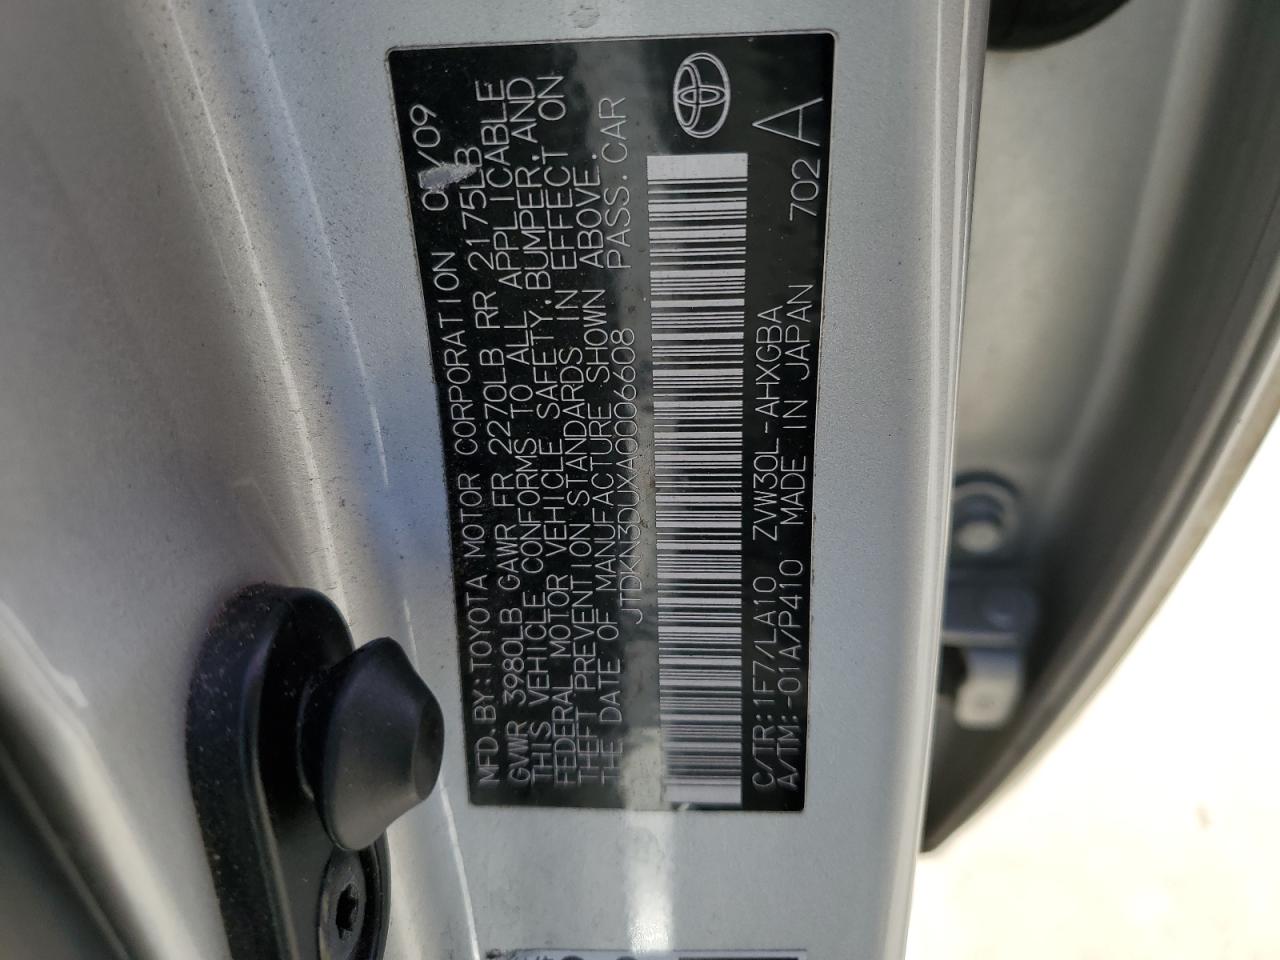 MFD. BY: TOYOTA MOTOR CORPORATION
GVWR 3980LB GAWR FR 2270LB RR 2175LB
THIS VEHICLE CONFORMS TO ALL APPLICABLE
FEDERAL MOTOR VEHICLE SAFETY, BUMPER, AND
THEFT PREVENTION STANDARDS IN EFFECT ON
THE DATE OF MANUFACTURE SHOWN ABOVE.
JTDKN3DUXA0006608 PASS. CAR
C/TR: 1F7/LA10 ZVW30L-AHXGBA
A/TM: -01A/P410 MADE IN JAPAN 702 A